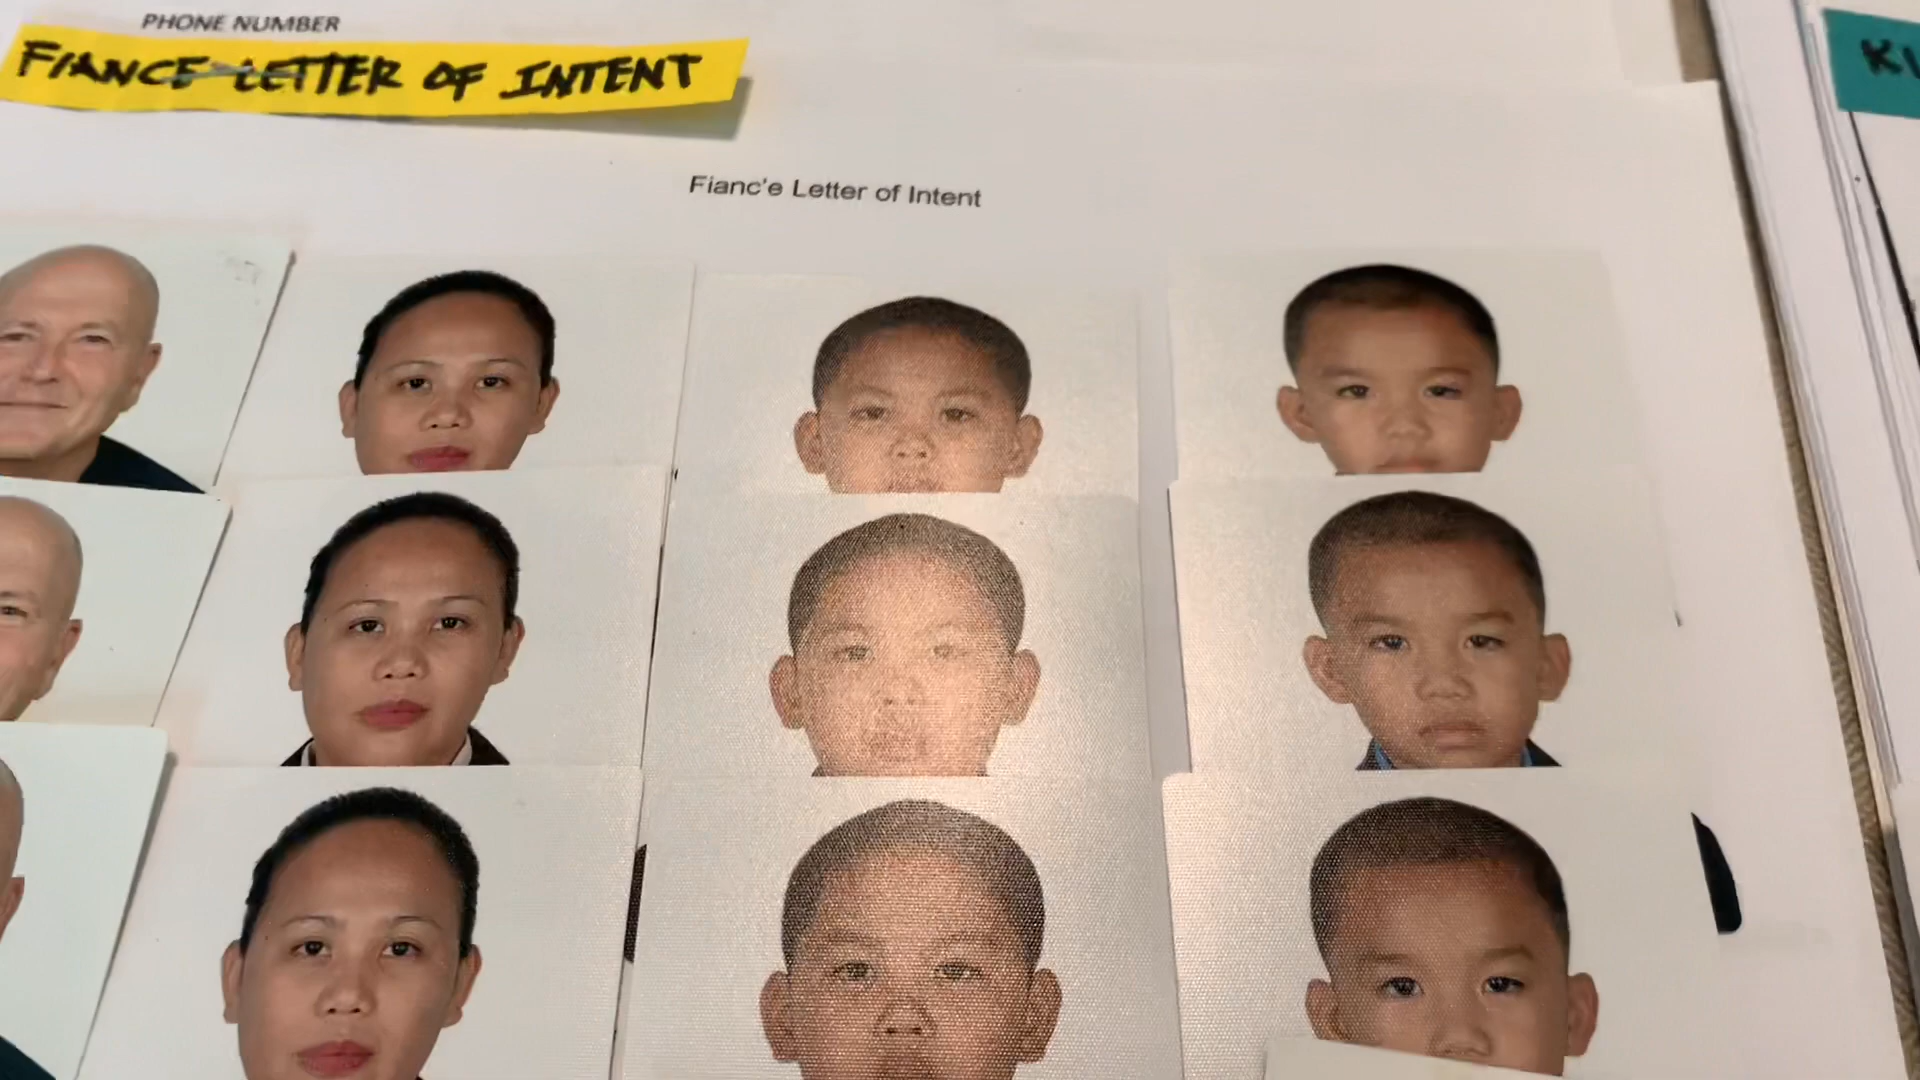 PHONE NUMBER
FIANCE LETTER OF INTENT
Fianc'e Letter of Intent